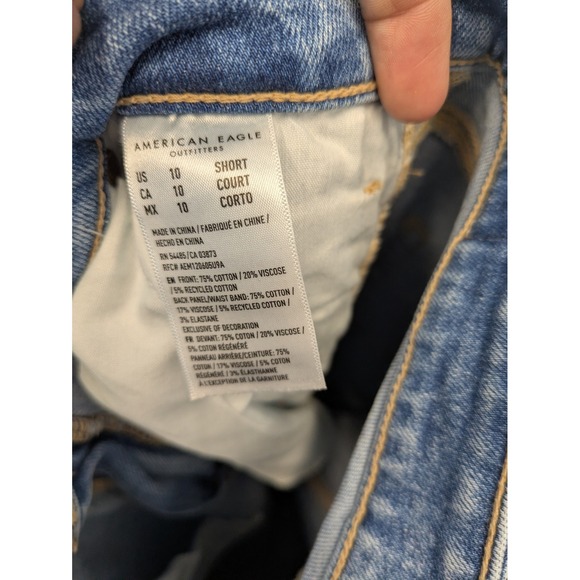 AMERICAN EAGLE
OUTFITTERS
US 10 SHORT
CA 10 COURT
MX 10 CORTO
MADE IN CHINA / FABRIQUÉ EN CHINE /
HECHO EN CHINA
RN 54485/CA 03873
RFC# AEM120605U9A
EN FRONT: 75% COTTON / 20% VISCOSE
/ 5% RECYCLED COTTON
BACK PANEL/WAIST BAND: 75% COTTON /
17% VISCOSE / 5% RECYCLED COTTON /
3% ELASTANE
EXCLUSIVE OF DECORATION
FR DEVANT: 75% COTON / 20% VISCOSE /
5% COTON RÉGÉNÉRÉ
PANNEAU ARRIÈRE/CEINTURE: 75%
COTON / 17% VISCOSE / 5% COTON
RÉGÉNÉRÉ / 3% ÉLASTHANNE
À L'EXCEPTION DE LA GARNITURE